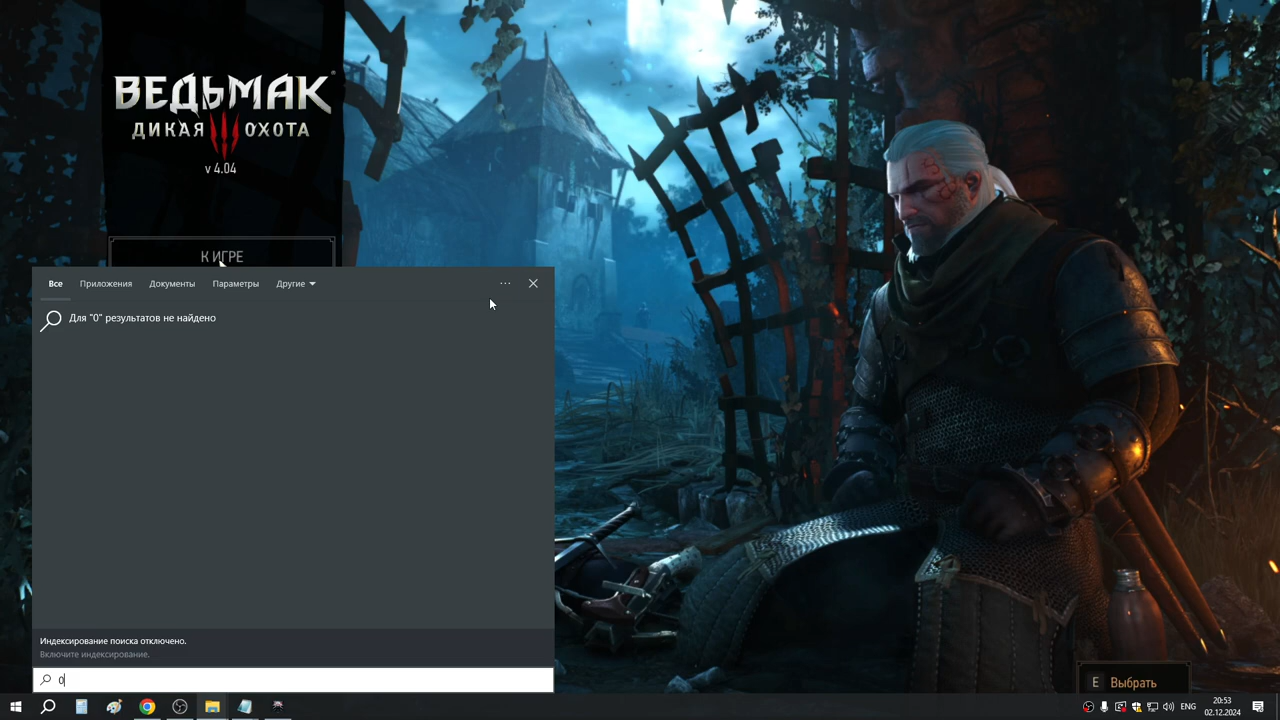 ВЕДЬМАК
ДИКАЯ III ОХОТА
v 4.04
К ИГРЕ
Все Приложения Документы Параметры Другие
Для "0" результатов не найдено
Индексирование поиска отключено.
Включите индексирование.
0
E Выбрать
ENG
20:53
02.12.2024